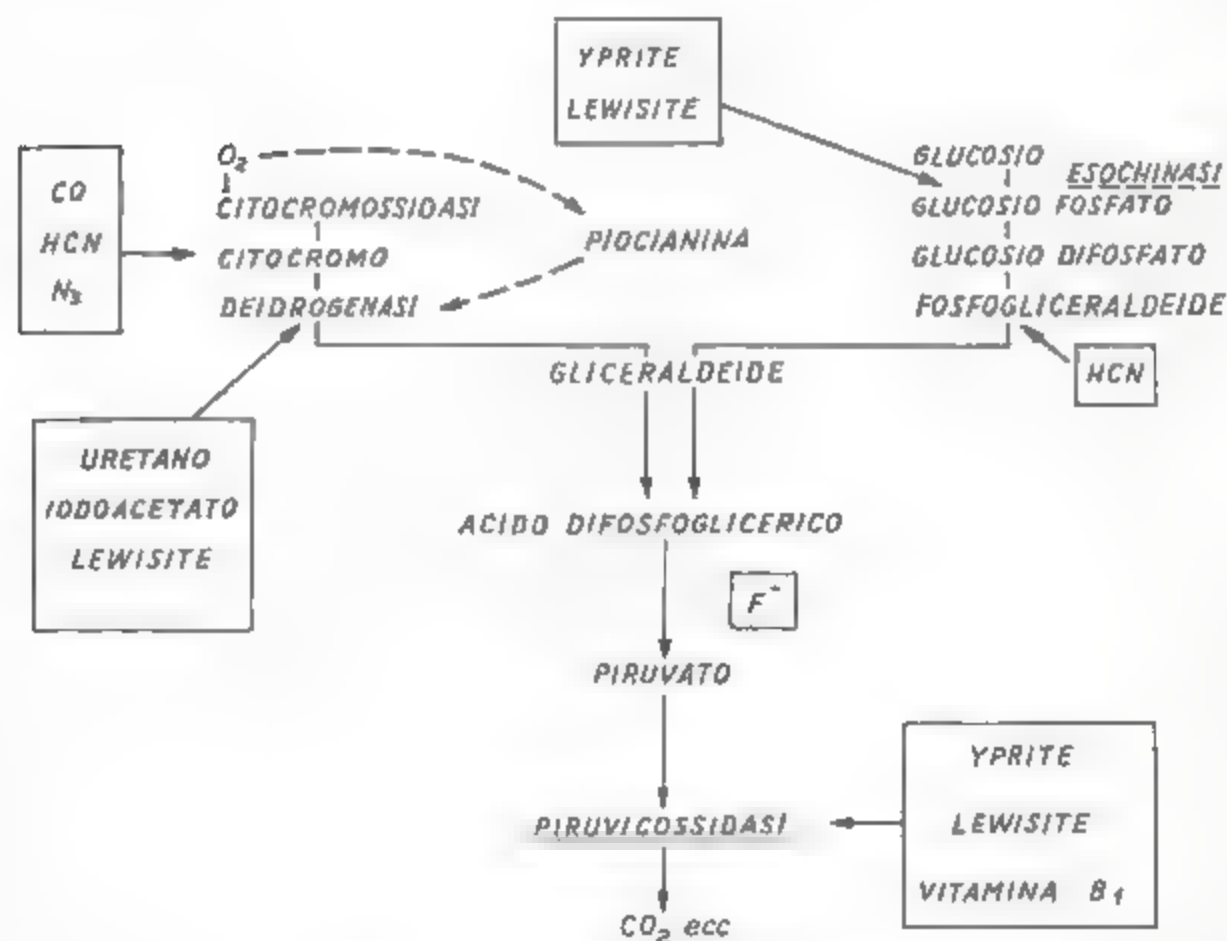 YPRITE
LEWISITE
CO
HCN
N3
O2
CITOCROMOSSIDASI
CITOCROMO
DEIDROGENASI
PIOCIANINA
GLUCOSIO
ESOCHINASI
GLUCOSIO FOSFATO
GLUCOSIO DIFOSFATO
FOSFOGLICERALDEIDE
HCN
GLICERALDEIDE
URETANO
IODOACETATO
LEWISITE
ACIDO DIFOSFOGLICERICO
F-
PIRUVATO
PIRUVICOSSIDASI
YPRITE
LEWISITE
VITAMINA B1
CO2 ecc